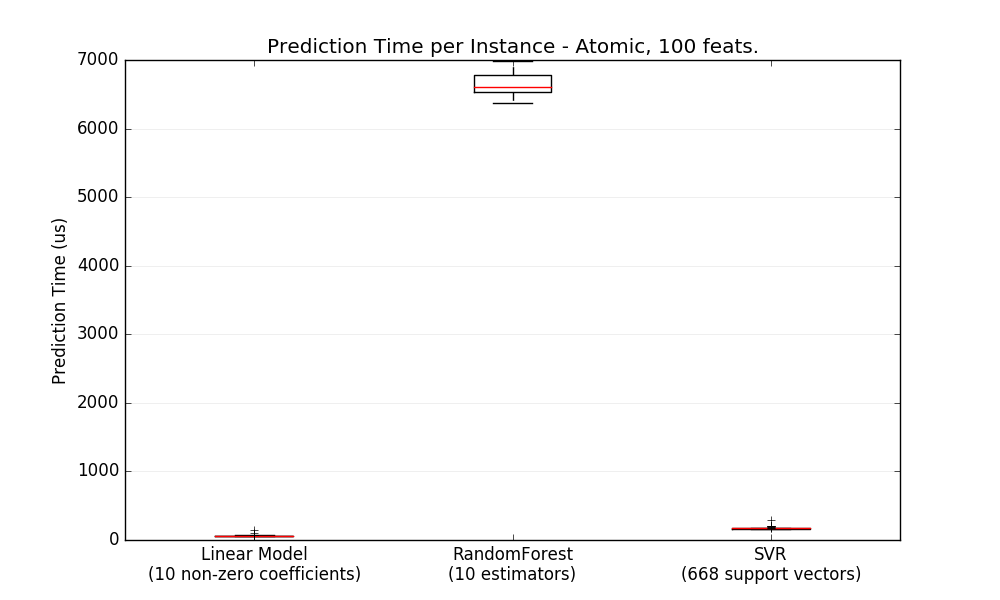 Prediction Time per Instance - Atomic, 100 feats.
7000
6000
5000
4000
3000
2000
1000
0
Prediction Time (us)
Linear Model
(10 non-zero coefficients)
RandomForest
(10 estimators)
SVR
(668 support vectors)